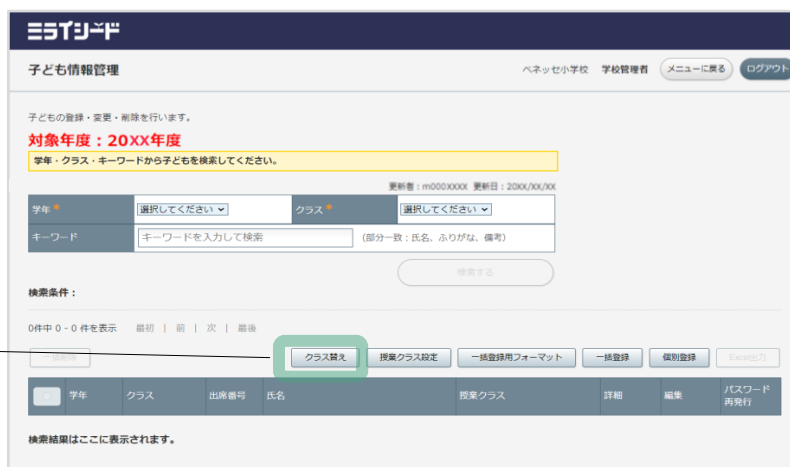 ミライシード
子ども情報管理
ベネッセ小学校 学校管理者 メニューに戻る ログアウト
子どもの登録・変更・削除を行います。
対象年度：20XX年度
学年・クラス・キーワードから子どもを検索してください。
更新者：m000XXXX 更新日：20XX/XX/XX
学年* 選択してください クラス* 選択してください
キーワード キーワードを入力して検索 (部分一致：氏名、ふりがな、備考)
検索する
検索条件：
0件中 0 - 0 件を表示 最初 | 前 | 次 | 最後
一括削除 クラス替え 授業クラス設定 一括登録用フォーマット 一括登録 個別登録 Excel出力
学年 クラス 出席番号 氏名 授業クラス 詳細 編集 パスワード
再発行
検索結果はここに表示されます。